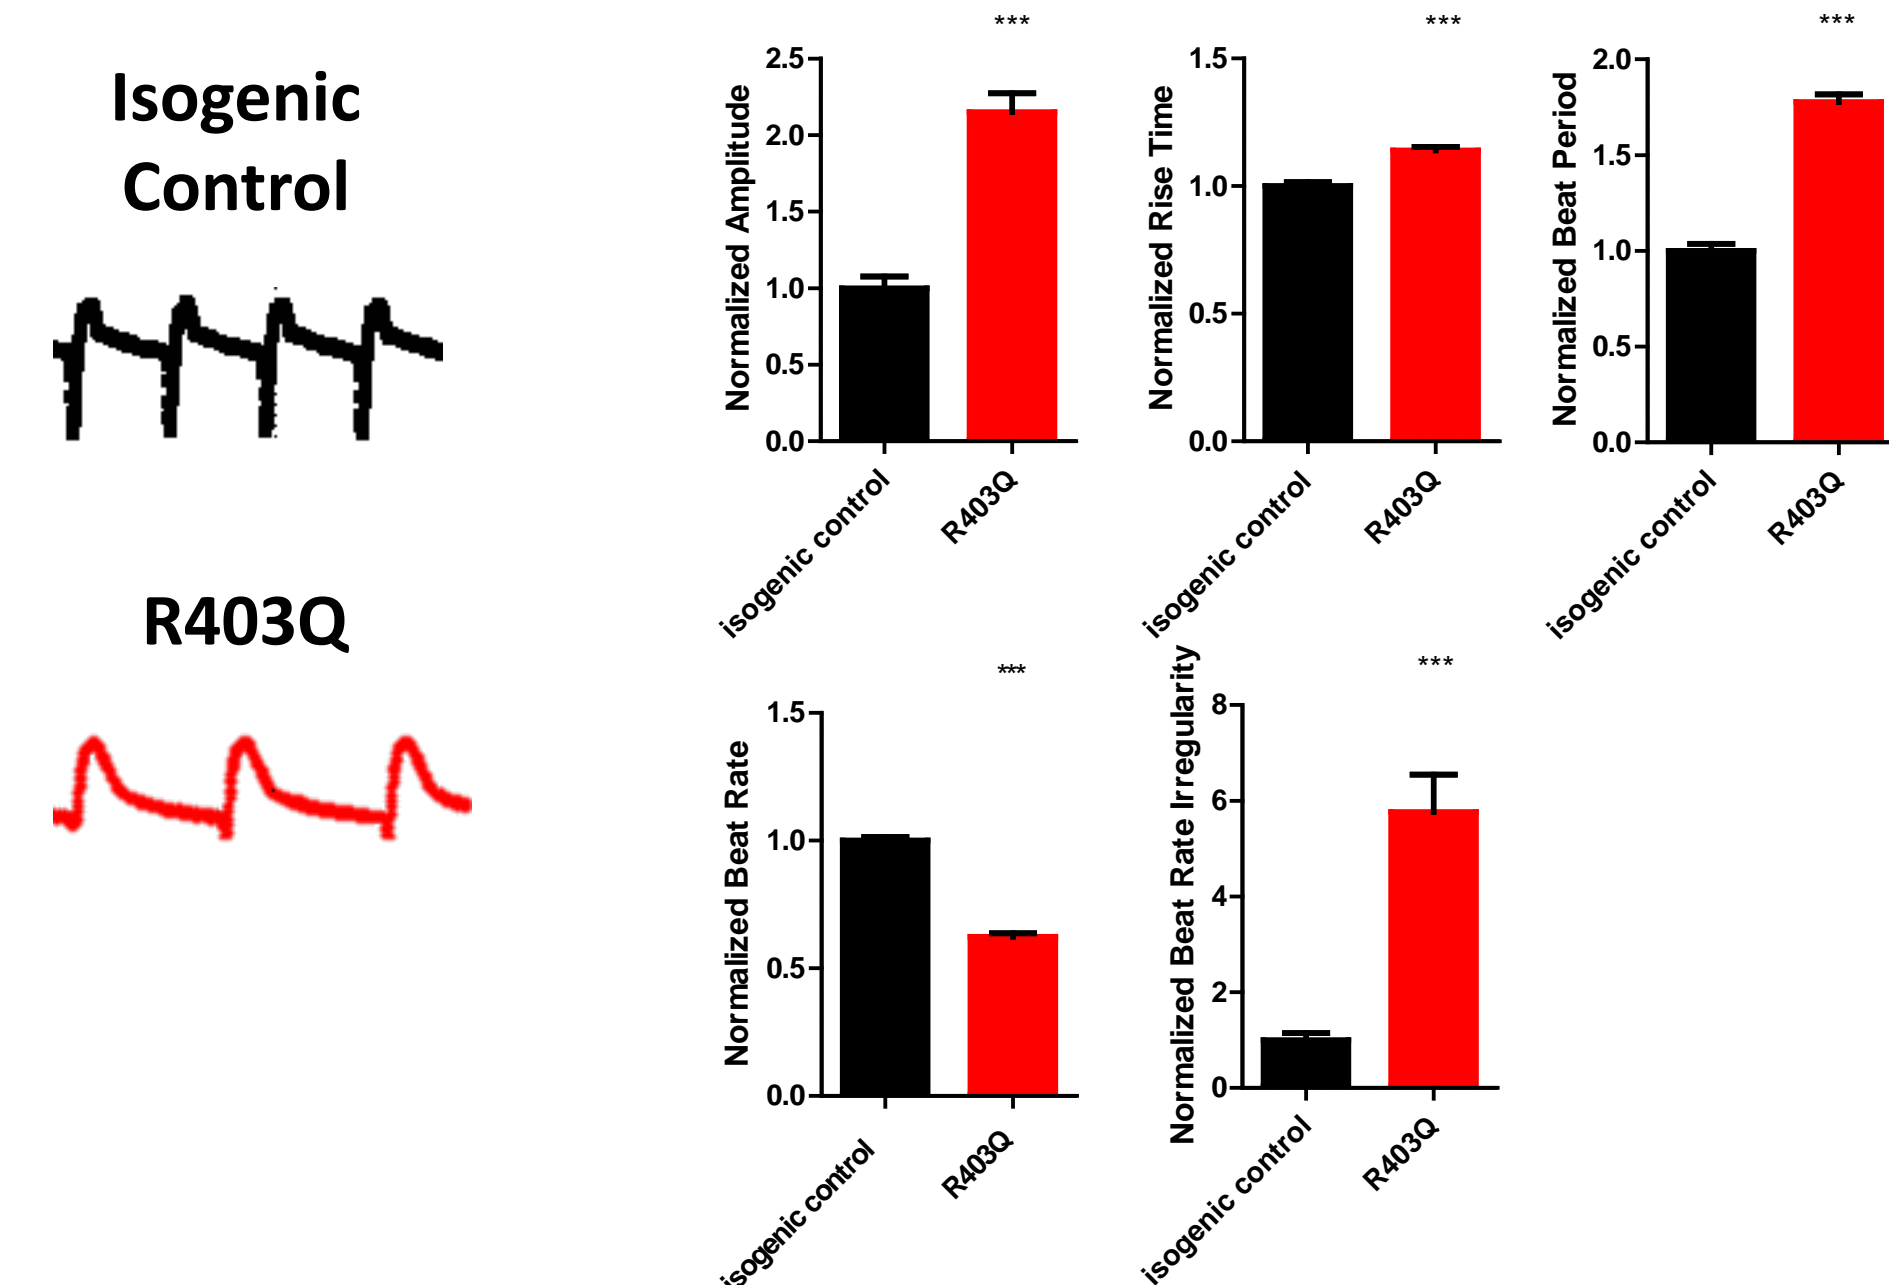 Isogenic
Control
R403Q
***
Normalized Amplitude
2.5
2.0
1.5
1.0
0.5
0.0
isogenic control
R403Q
***
Normalized Rise Time
1.5
1.0
0.5
0.0
isogenic control
R403Q
***
Normalized Beat Period
2.0
1.5
1.0
0.5
0.0
isogenic control
R403Q
***
Normalized Beat Rate
1.5
1.0
0.5
0.0
isogenic control
R403Q
***
Normalized Beat Rate Irregularity
8
6
4
2
0
isogenic control
R403Q